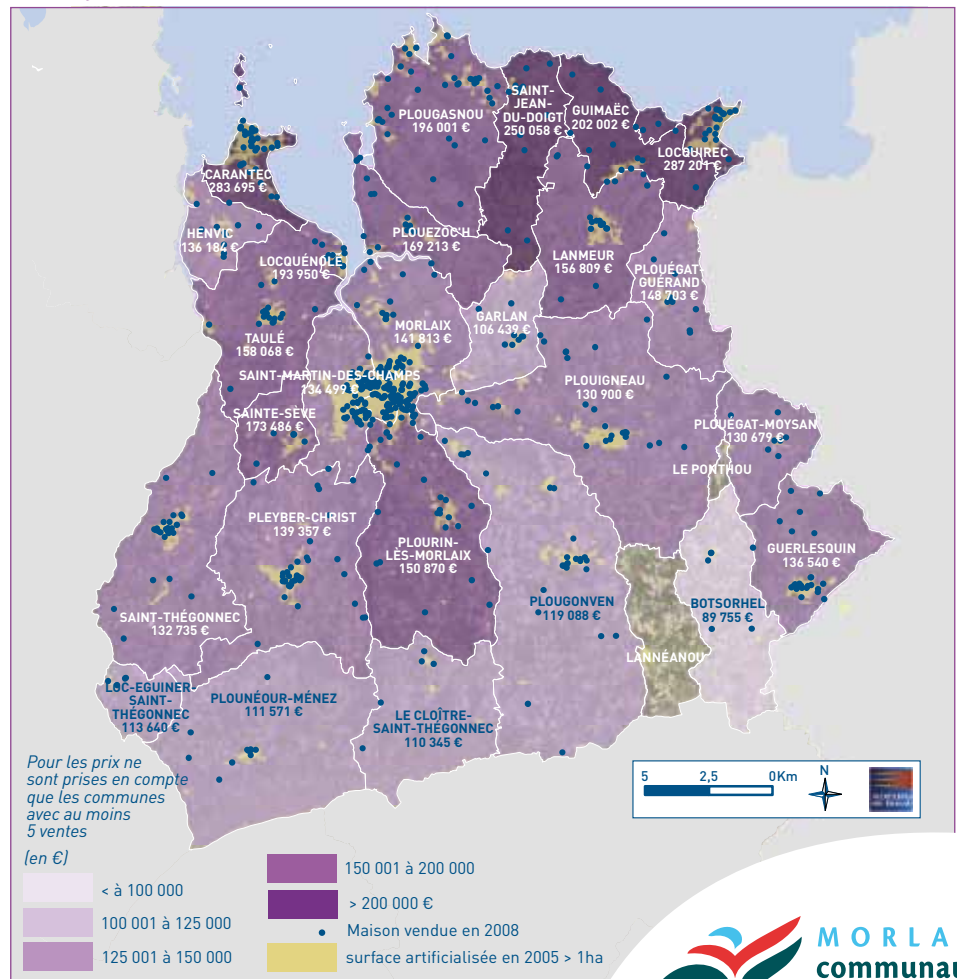 PLOUGASNOU
196 001 €
SAINT-
JEAN-
DU-DOIGT
250 058 €
GUIMAËC
202 002 €
LOCQUIREC
287 201 €
CARANTEC
283 695 €
HENVIC
136 184 €
LOCQUÉNOLÉ
193 950 €
PLOUEZOC'H
169 213 €
LANMEUR
156 809 €
PLOUÉGAT-
GUÉRAND
148 703 €
TAULÉ
158 068 €
MORLAIX
141 813 €
GARLAN
106 439 €
SAINT-MARTIN-DES-CHAMPS
134 499 €
PLOUIGNEAU
130 900 €
SAINTE-SÈVE
173 486 €
PLOUÉGAT-MOYSAN
130 679 €
LE PONTHOU
PLEYBER-CHRIST
139 357 €
PLOURIN-
LÈS-MORLAIX
150 870 €
GUERLESQUIN
136 540 €
PLOUGONVEN
119 088 €
BOTSORHEL
89 755 €
SAINT-THÉGONNEC
132 735 €
LANNÉANOU
LOC-EGUINER-
SAINT-
THÉGONNEC
113 640 €
PLOUNÉOUR-MÉNEZ
111 571 €
LE CLOÎTRE-
SAINT-THÉGONNEC
110 345 €
Pour les prix ne
sont prises en compte
que les communes
avec au moins
5 ventes
5 2,5 0Km
N
(en €)
< à 100 000
100 001 à 125 000
125 001 à 150 000
150 001 à 200 000
> 200 000 €
Maison vendue en 2008
surface artificialisée en 2005 > 1ha
MORLA
communau